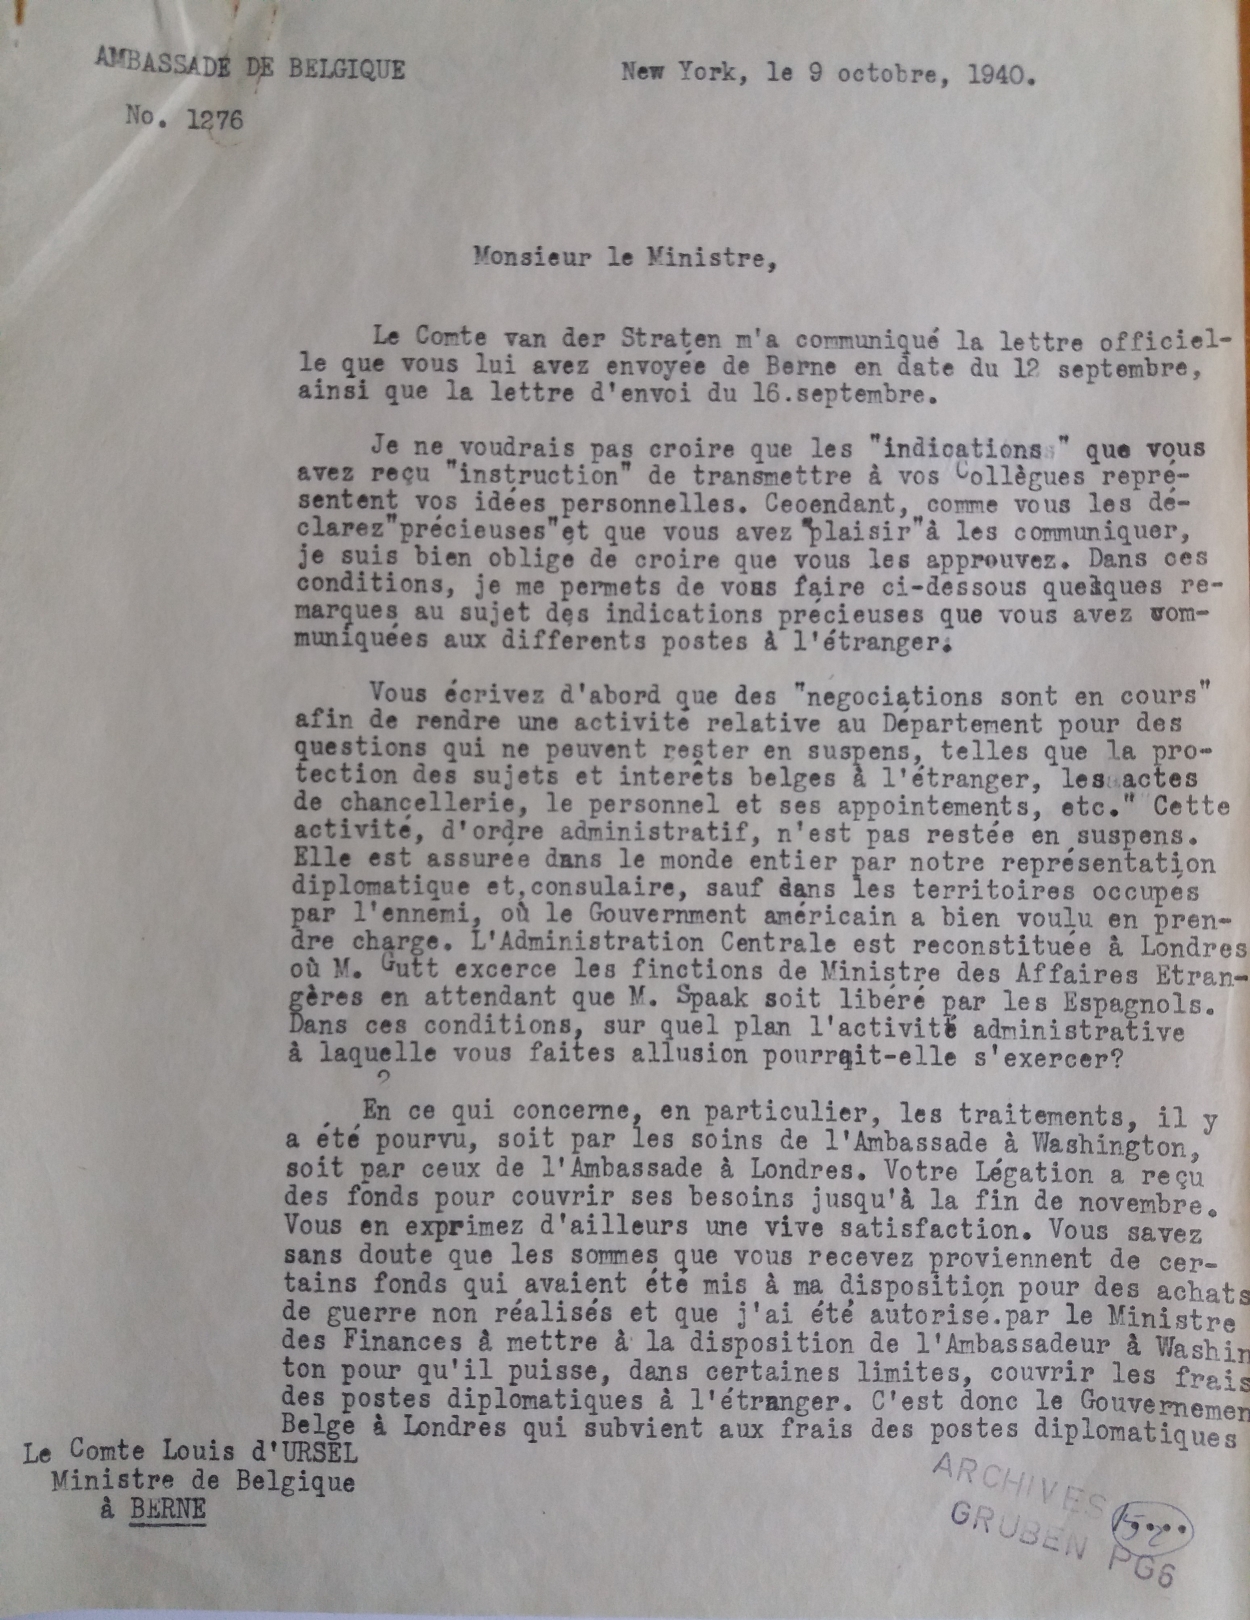 AMBASSADE DE BELGIQUE
New York, le 9 octobre, 1940.
No. 1276
Monsieur le Ministre,
Le Comte van der Straten m'a communiqué la lettre officiel-
le que vous lui avez envoyée de Berne en date du 12 septembre,
ainsi que la lettre d'envoi du 16.septembre.
Je ne voudrais pas croire que les "indications " que vous
avez reçu "instruction" de transmettre à vos Collègues repré-
sentent vos idées personnelles. Ceoendant, comme vous les dé-
clarez"précieuses"et que vous avez "plaisir"à les communiquer,
je suis bien oblige de croire que vous les approuvez. Dans ces
conditions, je me permets de vous faire ci-dessous quelques re-
marques au sujet des indications précieuses que vous avez com-
muniquées aux differents postes à l'étranger.
Vous écrivez d'abord que des "negociations sont en cours"
afin de rendre une activité relative au Département pour des
questions qui ne peuvent rester en suspens, telles que la pro-
tection des sujets et interêts belges à l'étranger, les actes
de chancellerie, le personnel et ses appointements, etc." Cette
activité, d'ordre administratif, n'est pas restée en suspens.
Elle est assurée dans le monde entier par notre représentation
diplomatique et,consulaire, sauf dans les territoires occupés
par l'ennemi, où le Gouvernment américain a bien voulu en pren-
dre charge. L'Administration Centrale est reconstituée à Londres
où M. Gutt excerce les finctions de Ministre des Affaires Etran-
gères en attendant que M. Spaak soit libéré par les Espagnols.
Dans ces conditions, sur quel plan l'activité administrative
à laquelle vous faites allusion pourrait-elle s'exercer?
?
En ce qui concerne, en particulier, les traitements, il y
a été pourvu, soit par les soins de l'Ambassade à Washington,
soit par ceux de l'Ambassade à Londres. Votre Légation a reçu
des fonds pour couvrir ses besoins jusqu'à la fin de novembre.
Vous en exprimez d'ailleurs une vive satisfaction. Vous savez
sans doute que les sommes que vous recevez proviennent de cer-
tains fonds qui avaient été mis à ma disposition pour des achats
de guerre non réalisés et que j'ai été autorisé.par le Ministre
des Finances à mettre à la disposition de l'Ambassadeur à Washin
ton pour qu'il puisse, dans certaines limites, couvrir les frais
des postes diplomatiques à l'étranger. C'est donc le Gouvernemen
Belge à Londres qui subvient aux frais des postes diplomatiques
Le Comte Louis d'URSEL
Ministre de Belgique
à BERNE
ARCHIVES
GRUBEN PG6